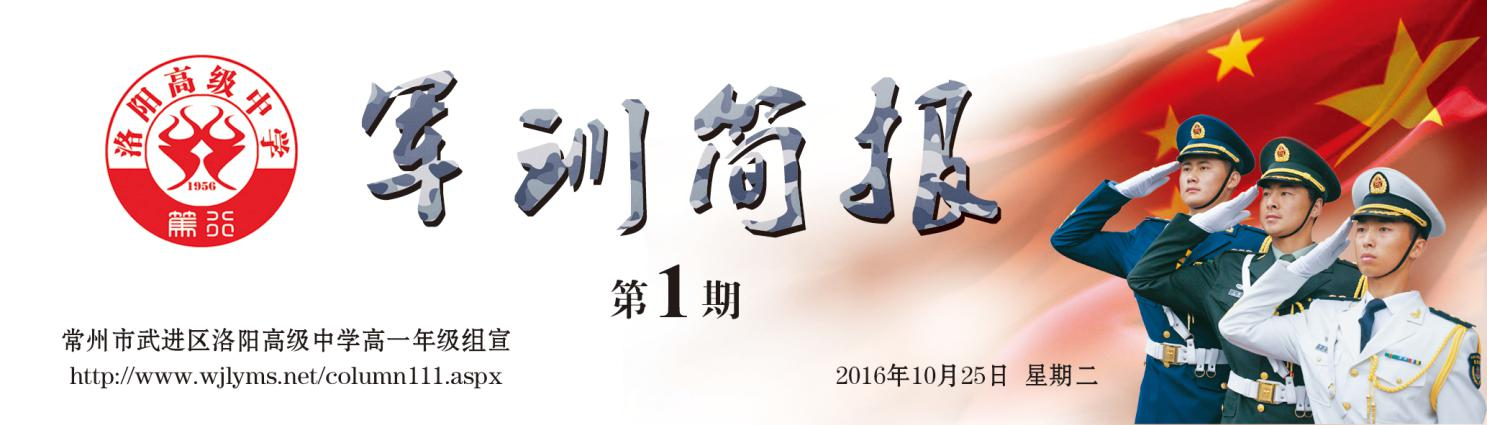 洛阳高级中学
1956
篤行
军训简报
第1期
常州市武进区洛阳高级中学高一年级组宣
http://www.wjlyms.net/column111.aspx
2016年10月25日 星期二